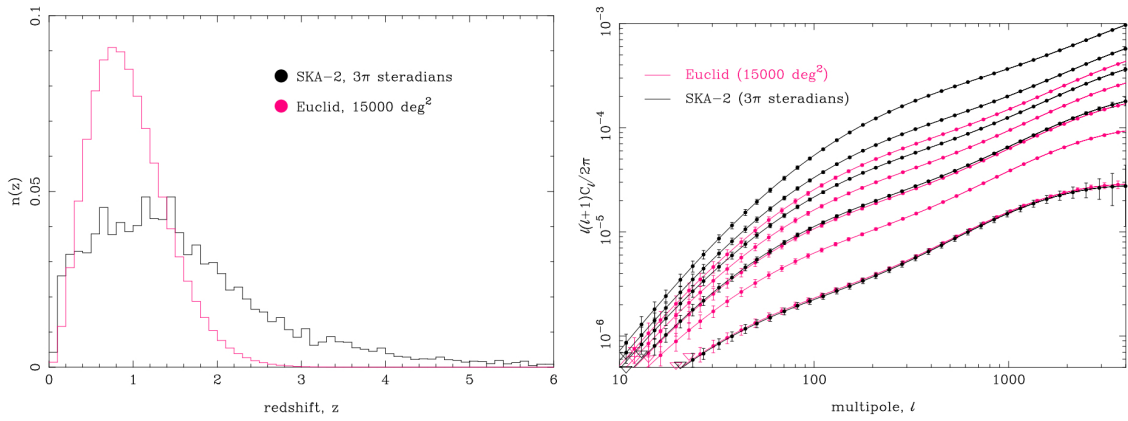 0.1
0.05
0
n(z)
SKA-2, 3π steradians
Euclid, 15000 deg²
0 1 2 3 4 5 6
redshift, z
10⁻³
10⁻⁴
10⁻⁵
10⁻⁶
ℓ(ℓ+1)Cℓ/2π
Euclid (15000 deg²)
SKA-2 (3π steradians)
10 100 1000
multipole, ℓ